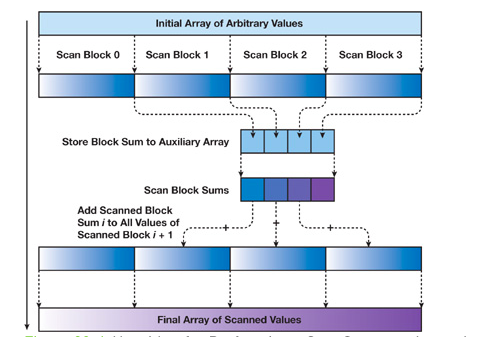 Initial Array of Arbitrary Values
Scan Block 0 Scan Block 1 Scan Block 2 Scan Block 3
Store Block Sum to Auxiliary Array
Scan Block Sums
Add Scanned Block
Sum i to All Values of
Scanned Block i + 1
+ + +
Final Array of Scanned Values